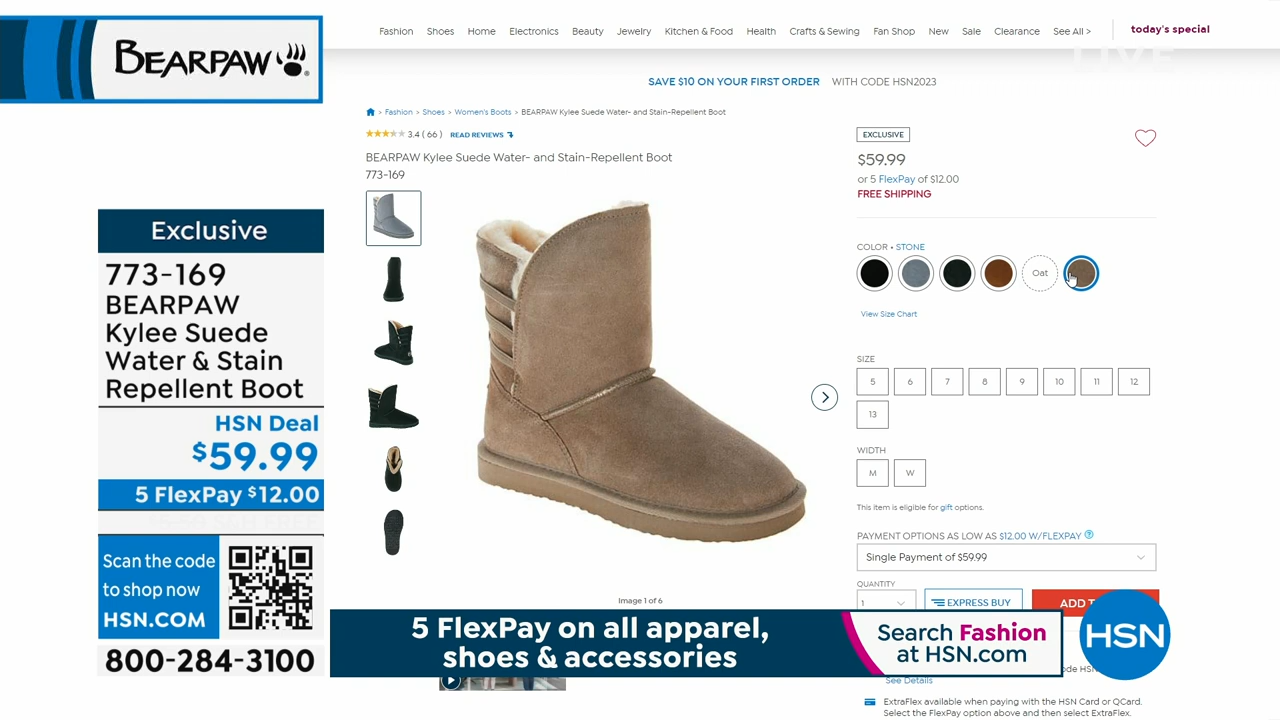 BEARPAW
Exclusive
773-169
BEARPAW
Kylee Suede
Water & Stain
Repellent Boot
HSN Deal
$59.99
5 FlexPay $12.00
Scan the code
to shop now
HSN.COM
800-284-3100
Fashion Shoes Home Electronics Beauty Jewelry Kitchen & Food Health Crafts & Sewing Fan Shop New Sale Clearance See All > today's special
LIVE
SAVE $10 ON YOUR FIRST ORDER WITH CODE HSN2023
> Fashion > Shoes > Women's Boots > BEARPAW Kylee Suede Water- and Stain-Repellent Boot
3.4 ( 66 ) READ REVIEWS
BEARPAW Kylee Suede Water- and Stain-Repellent Boot
773-169
Image 1 of 6
EXCLUSIVE
$59.99
or 5 FlexPay of $12.00
FREE SHIPPING
COLOR • STONE
Oat
View Size Chart
SIZE
5 6 7 8 9 10 11 12
13
WIDTH
M W
This item is eligible for gift options.
PAYMENT OPTIONS AS LOW AS $12.00 W/FLEXPAY ?
Single Payment of $59.99
QUANTITY
1 EXPRESS BUY ADD T
5 FlexPay on all apparel,
shoes & accessories
Search Fashion
at HSN.com
HSN
ode HSN
See Details
ExtraFlex available when paying with the HSN Card or QCard.
Select the FlexPay option above and then select ExtraFlex.